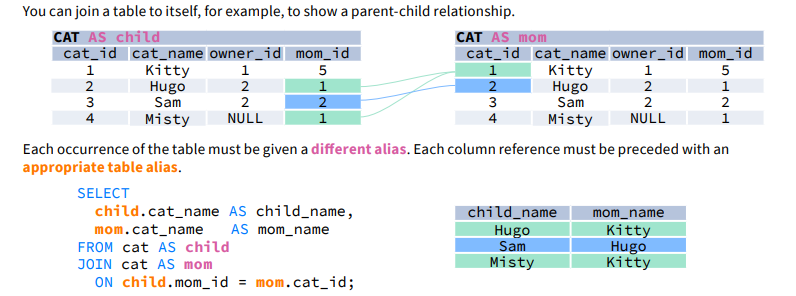 You can join a table to itself, for example, to show a parent-child relationship.
CAT AS child
cat_id cat_name owner_id mom_id
1 Kitty 1 5
2 Hugo 2 1
3 Sam 2 2
4 Misty NULL 1
CAT AS mom
cat_id cat_name owner_id mom_id
1 Kitty 1 5
2 Hugo 2 1
3 Sam 2 2
4 Misty NULL 1
Each occurrence of the table must be given a different alias. Each column reference must be preceded with an
appropriate table alias.
SELECT
child.cat_name AS child_name,
mom.cat_name AS mom_name
FROM cat AS child
JOIN cat AS mom
ON child.mom_id = mom.cat_id;
child_name mom_name
Hugo Kitty
Sam Hugo
Misty Kitty